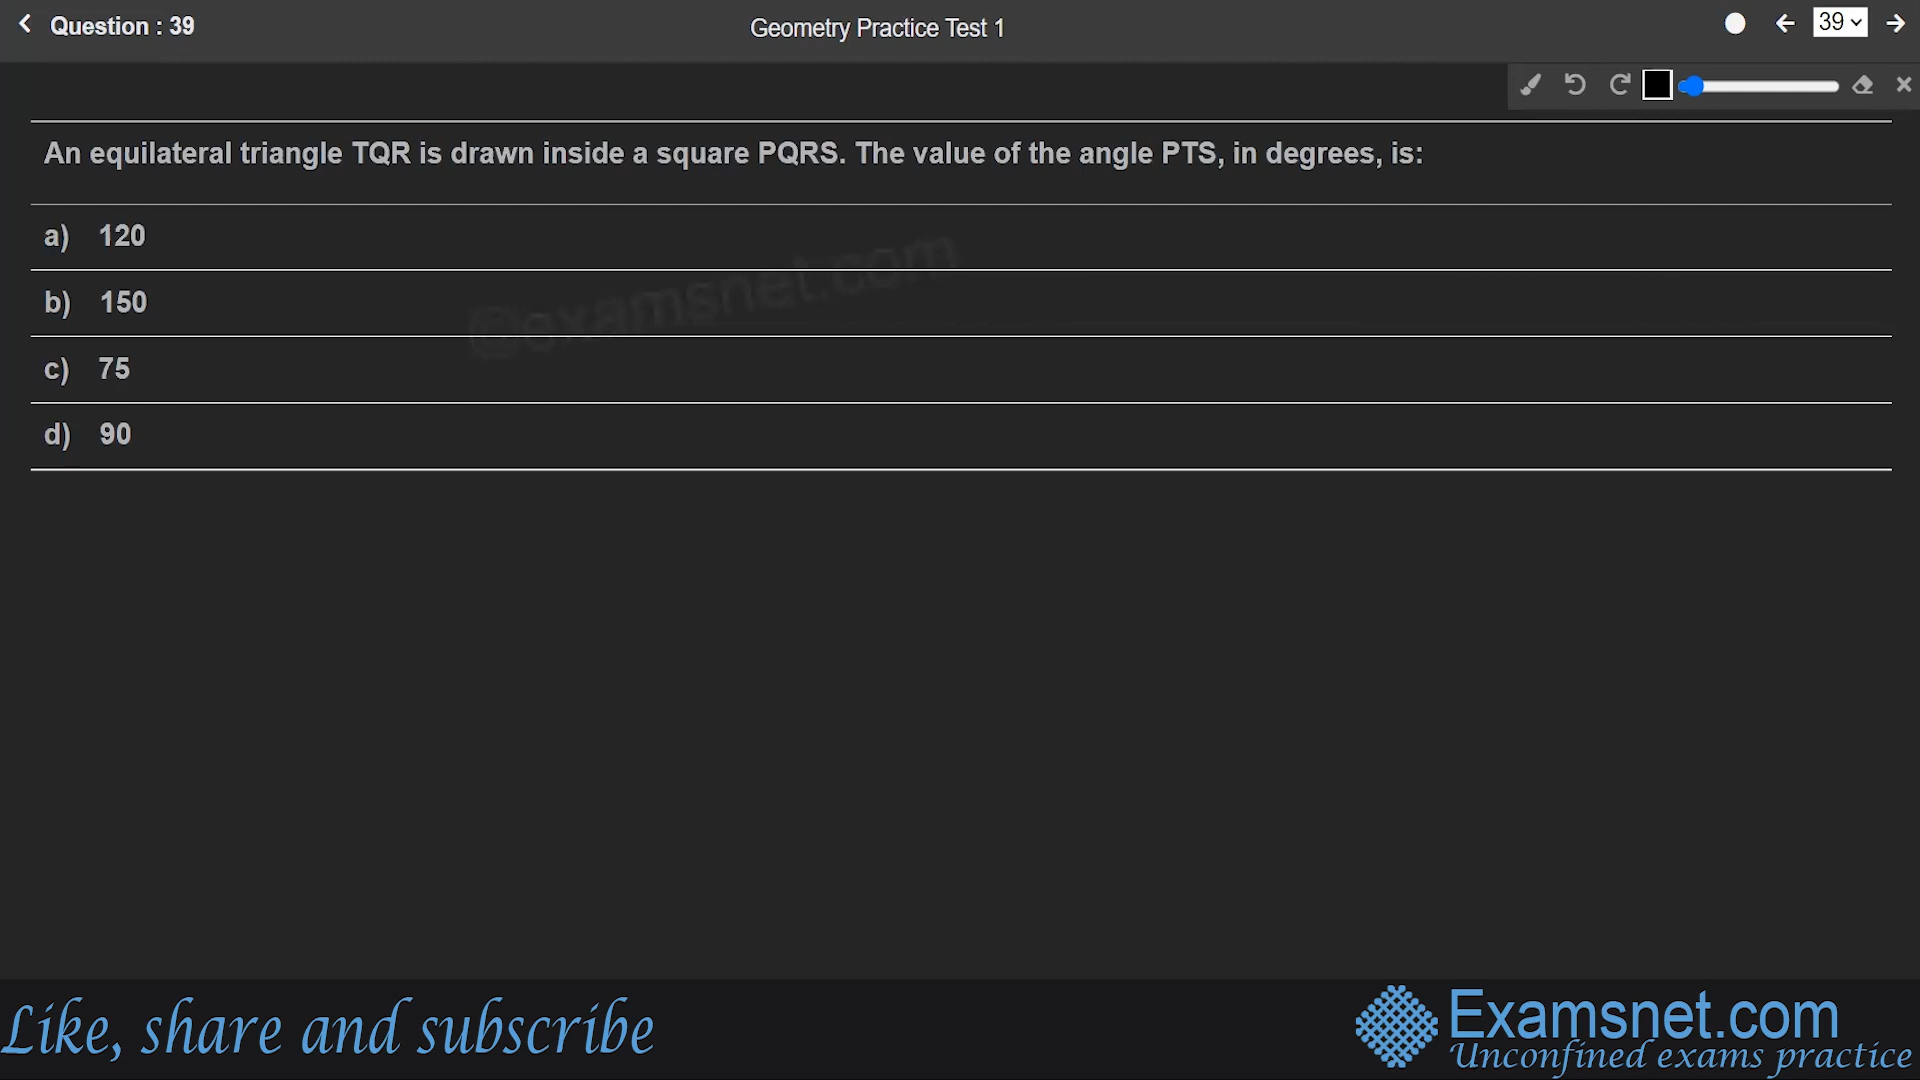 Question : 39
Geometry Practice Test 1
39
An equilateral triangle TQR is drawn inside a square PQRS. The value of the angle PTS, in degrees, is:
a) 120
©examsnet.com
b) 150
c) 75
d) 90
Like, share and subscribe
Examsnet.com
Unconfined exams practice